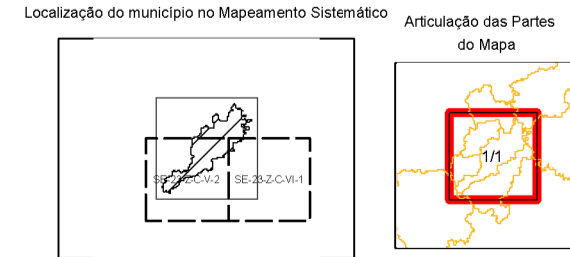 Localização do município no Mapeamento Sistemático
Articulação das Partes
do Mapa
1/1
SE-23-Z-C-V-2
SE-23-Z-C-VI-1